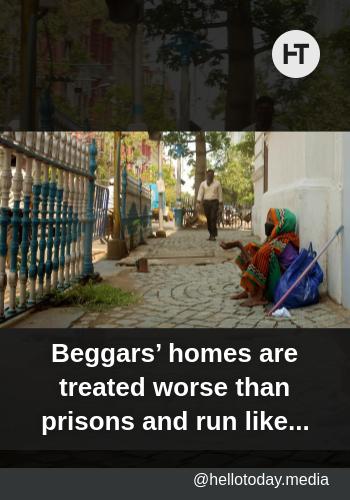 HT
Beggars’ homes are
treated worse than
prisons and run like...
@hellotoday.media